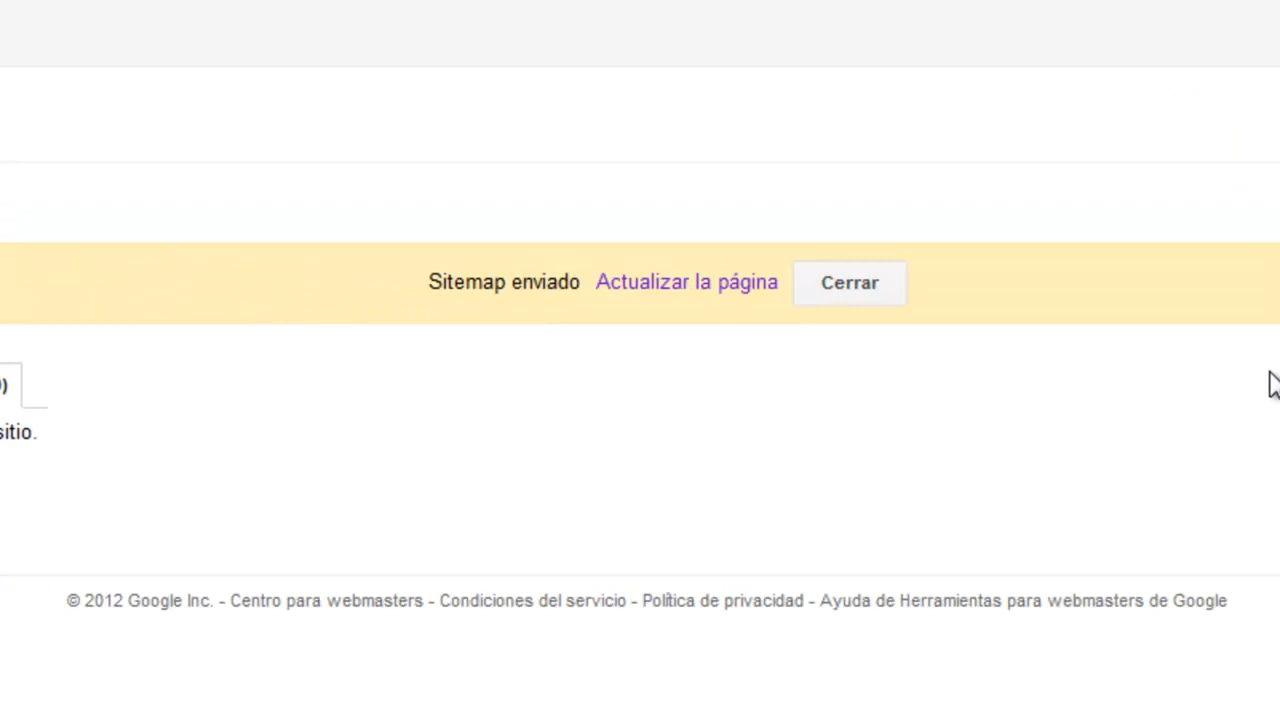 Sitemap enviado Actualizar la página Cerrar
)
sitio.
© 2012 Google Inc. - Centro para webmasters - Condiciones del servicio - Política de privacidad - Ayuda de Herramientas para webmasters de Google